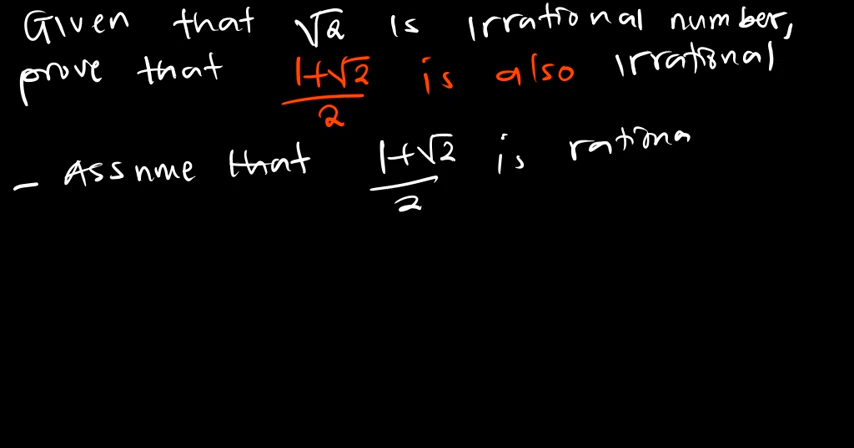 Given that √2 is irrational number,
prove that (1+√2)/2 is also irrational
- Assume that (1+√2)/2 is rationa